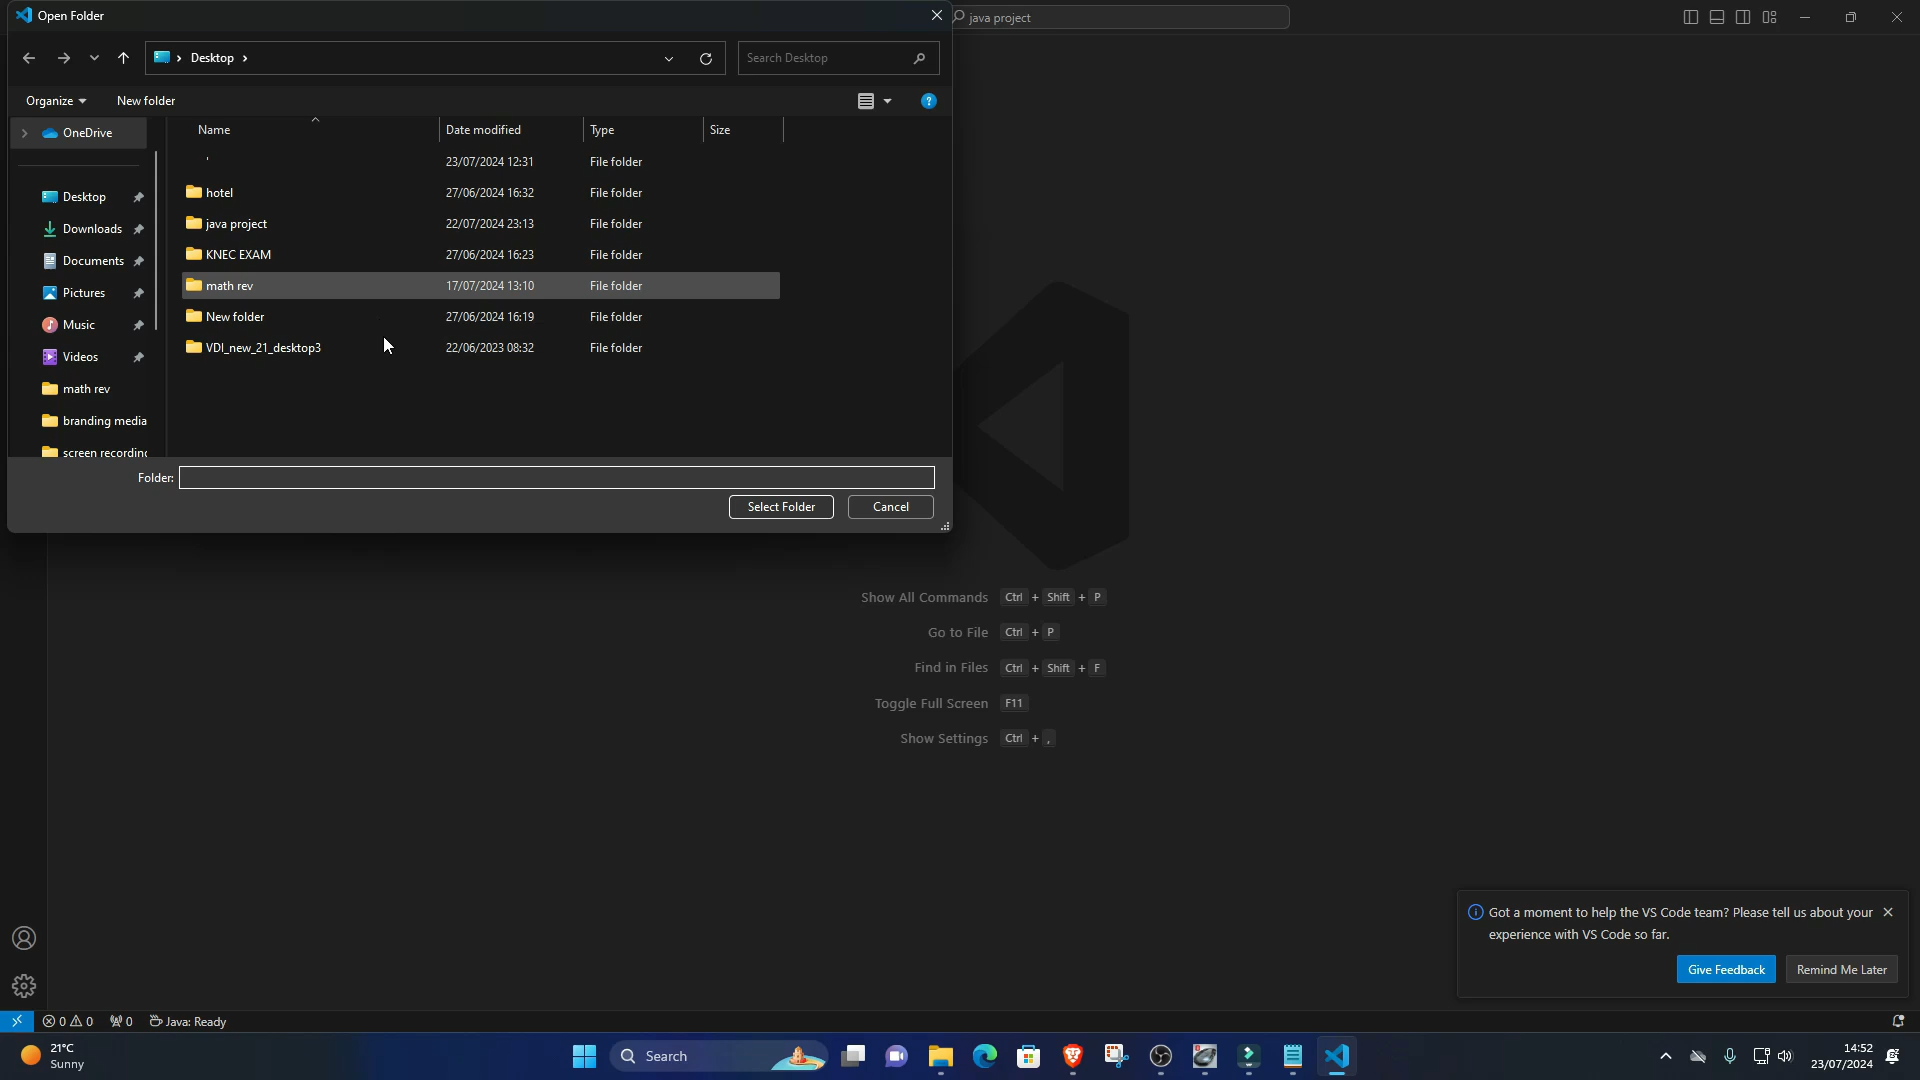 Open Folder
java project
Desktop
Search Desktop
Organize
New folder
OneDrive
Desktop
Downloads
Documents
Pictures
Music
Videos
math rev
branding media
screen recording
Name Date modified Type Size
' 23/07/2024 12:31 File folder
hotel 27/06/2024 16:32 File folder
java project 22/07/2024 23:13 File folder
KNEC EXAM 27/06/2024 16:23 File folder
math rev 17/07/2024 13:10 File folder
New folder 27/06/2024 16:19 File folder
VDI_new_21_desktop3 22/06/2023 08:32 File folder
Folder:
Select Folder Cancel
Show All Commands Ctrl + Shift + P
Go to File Ctrl + P
Find in Files Ctrl + Shift + F
Toggle Full Screen F11
Show Settings Ctrl + ,
Got a moment to help the VS Code team? Please tell us about your
experience with VS Code so far.
Give Feedback Remind Me Later
0 0 0 Java: Ready
21°C
Sunny
Search
14:52
23/07/2024